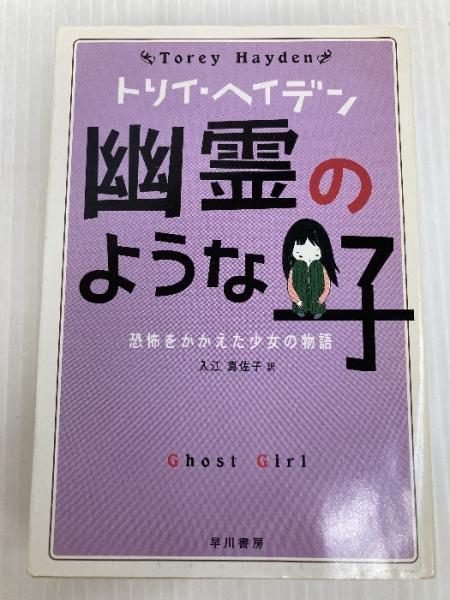 Torey Hayden
トリイ・ヘイデン
幽霊の
ような子
恐怖をかかえた少女の物語
入江 真佐子 訳
Ghost Girl
早川書房